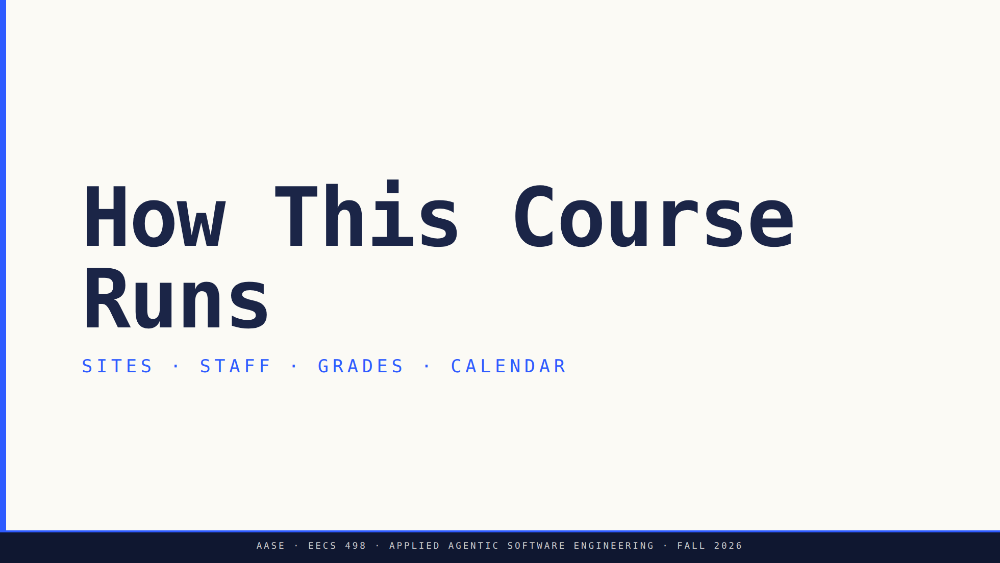 How This Course
Runs
SITES · STAFF · GRADES · CALENDAR
AASE · EECS 498 · APPLIED AGENTIC SOFTWARE ENGINEERING · FALL 2026